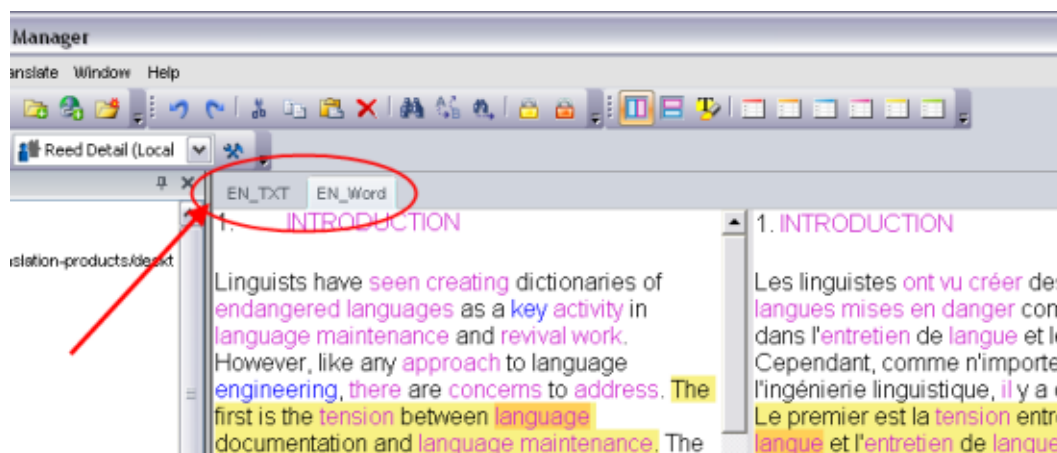 Manager
anslate Window Help
Reed Detail (Local
EN_TXT EN_Word
slation-products/deskt
1. INTRODUCTION
Linguists have seen creating dictionaries of
endangered languages as a key activity in
language maintenance and revival work.
However, like any approach to language
engineering, there are concerns to address. The
first is the tension between language
documentation and language maintenance. The
1. INTRODUCTION
Les linguistes ont vu créer des
langues mises en danger com
dans l'entretien de langue et le
Cependant, comme n'importe
l'ingénierie linguistique, il y a
Le premier est la tension entre
langue et l'entretien de langue